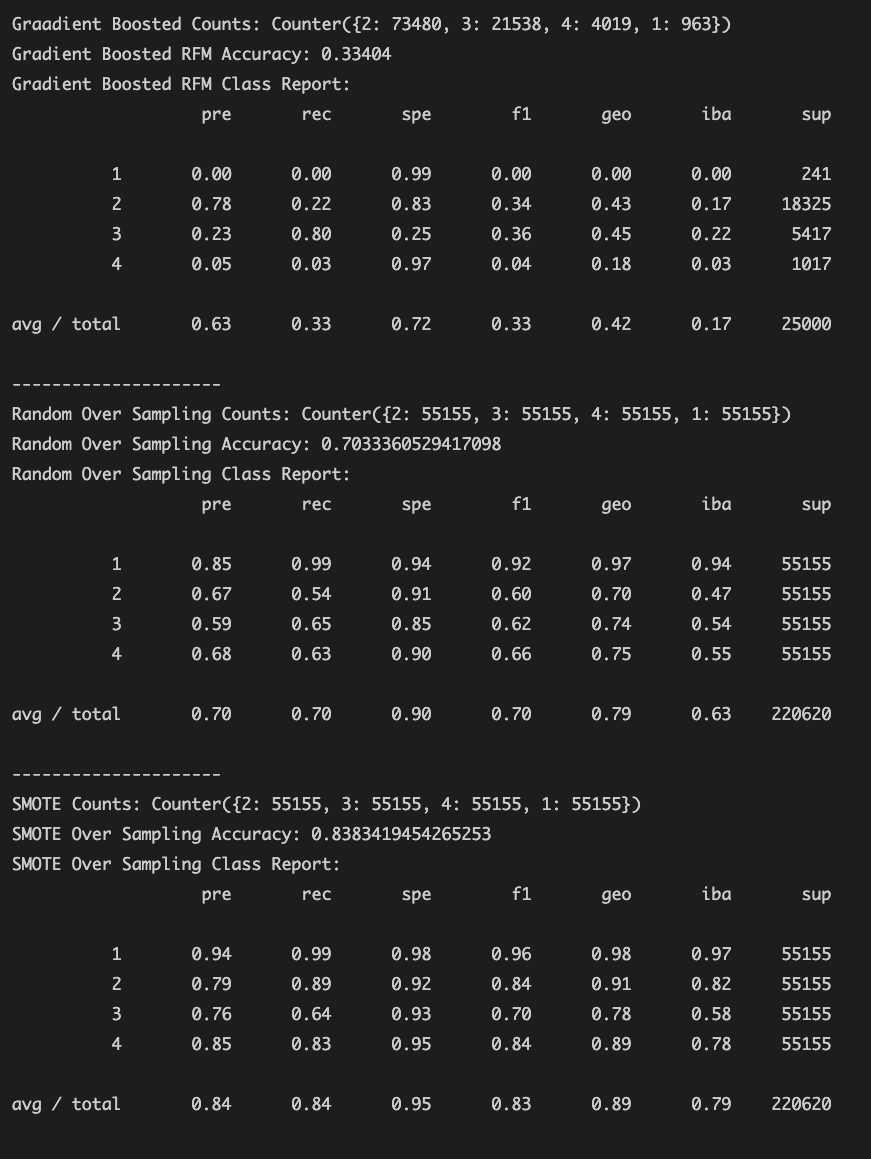 Graadient Boosted Counts: Counter({2: 73480, 3: 21538, 4: 4019, 1: 963})
Gradient Boosted RFM Accuracy: 0.33404
Gradient Boosted RFM Class Report:
pre rec spe f1 geo iba sup
1 0.00 0.00 0.99 0.00 0.00 0.00 241
2 0.78 0.22 0.83 0.34 0.43 0.17 18325
3 0.23 0.80 0.25 0.36 0.45 0.22 5417
4 0.05 0.03 0.97 0.04 0.18 0.03 1017
avg / total 0.63 0.33 0.72 0.33 0.42 0.17 25000
---------------------
Random Over Sampling Counts: Counter({2: 55155, 3: 55155, 4: 55155, 1: 55155})
Random Over Sampling Accuracy: 0.7033360529417098
Random Over Sampling Class Report:
pre rec spe f1 geo iba sup
1 0.85 0.99 0.94 0.92 0.97 0.94 55155
2 0.67 0.54 0.91 0.60 0.70 0.47 55155
3 0.59 0.65 0.85 0.62 0.74 0.54 55155
4 0.68 0.63 0.90 0.66 0.75 0.55 55155
avg / total 0.70 0.70 0.90 0.70 0.79 0.63 220620
---------------------
SMOTE Counts: Counter({2: 55155, 3: 55155, 4: 55155, 1: 55155})
SMOTE Over Sampling Accuracy: 0.8383419454265253
SMOTE Over Sampling Class Report:
pre rec spe f1 geo iba sup
1 0.94 0.99 0.98 0.96 0.98 0.97 55155
2 0.79 0.89 0.92 0.84 0.91 0.82 55155
3 0.76 0.64 0.93 0.70 0.78 0.58 55155
4 0.85 0.83 0.95 0.84 0.89 0.78 55155
avg / total 0.84 0.84 0.95 0.83 0.89 0.79 220620